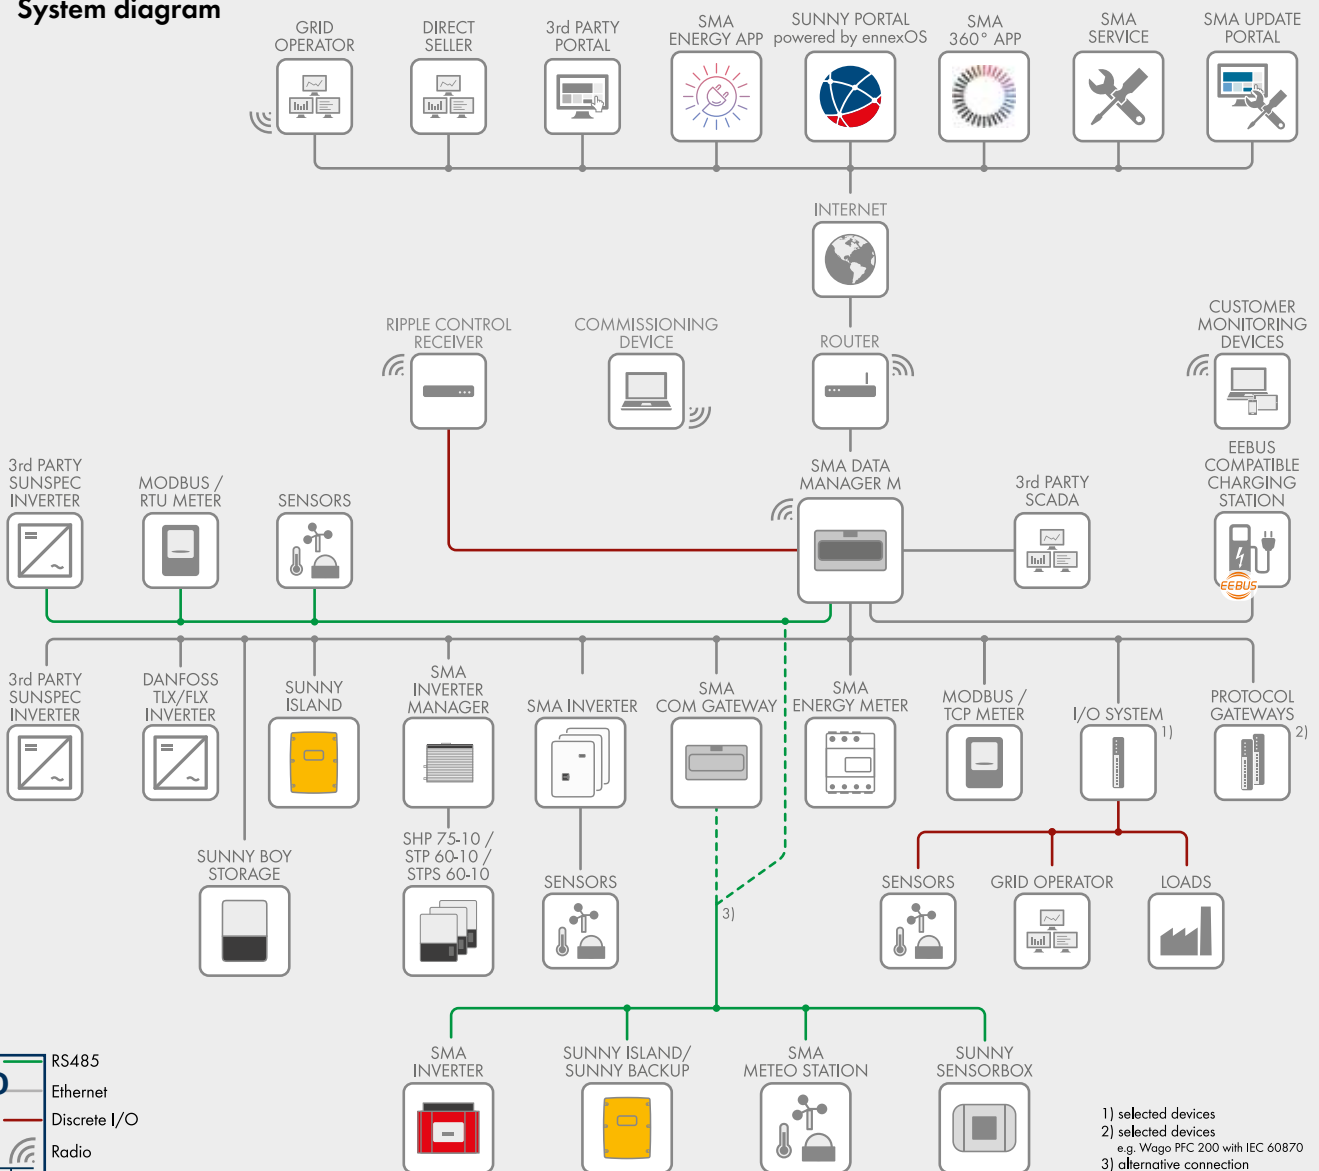 System diagram
GRID
OPERATOR
DIRECT
SELLER
3rd PARTY
PORTAL
SMA
ENERGY APP
SUNNY PORTAL
powered by ennexOS
SMA
360° APP
SMA
SERVICE
SMA UPDATE
PORTAL
INTERNET
RIPPLE CONTROL
RECEIVER
COMMISSIONING
DEVICE
ROUTER
CUSTOMER
MONITORING
DEVICES
3rd PARTY
SUNSPEC
INVERTER
MODBUS /
RTU METER
SENSORS
SMA DATA
MANAGER M
3rd PARTY
SCADA
EEBUS
COMPATIBLE
CHARGING
STATION
EEBUS
3rd PARTY
SUNSPEC
INVERTER
DANFOSS
TLX/FLX
INVERTER
SUNNY
ISLAND
SMA
INVERTER
MANAGER
SMA INVERTER
SMA
COM GATEWAY
SMA
ENERGY METER
MODBUS /
TCP METER
I/O SYSTEM
1)
PROTOCOL
GATEWAYS
2)
SUNNY BOY
STORAGE
SHP 75-10 /
STP 60-10 /
STPS 60-10
SENSORS
3)
SENSORS
GRID OPERATOR
LOADS
SMA
INVERTER
SUNNY ISLAND/
SUNNY BACKUP
SMA
METEO STATION
SUNNY
SENSORBOX
RS485
Ethernet
Discrete I/O
Radio
1) selected devices
2) selected devices
e.g. Wago PFC 200 with IEC 60870
3) alternative connection